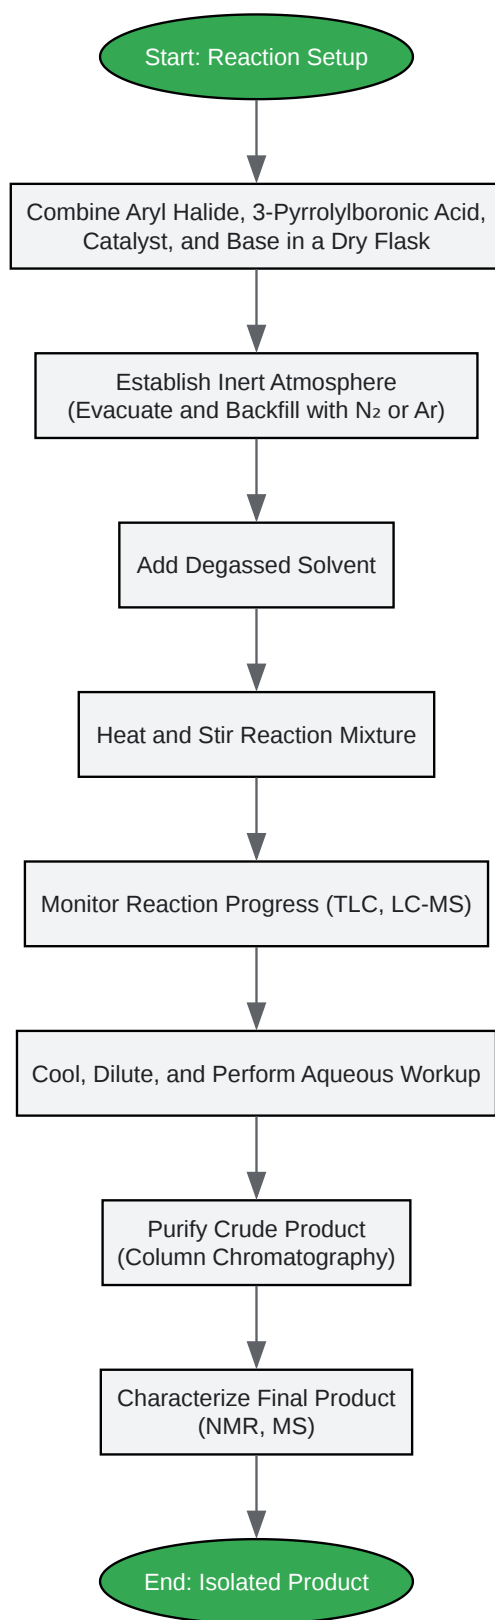 Start: Reaction Setup
Combine Aryl Halide, 3-Pyrrolylboronic Acid,
Catalyst, and Base in a Dry Flask
Establish Inert Atmosphere
(Evacuate and Backfill with N₂ or Ar)
Add Degassed Solvent
Heat and Stir Reaction Mixture
Monitor Reaction Progress (TLC, LC-MS)
Cool, Dilute, and Perform Aqueous Workup
Purify Crude Product
(Column Chromatography)
Characterize Final Product
(NMR, MS)
End: Isolated Product